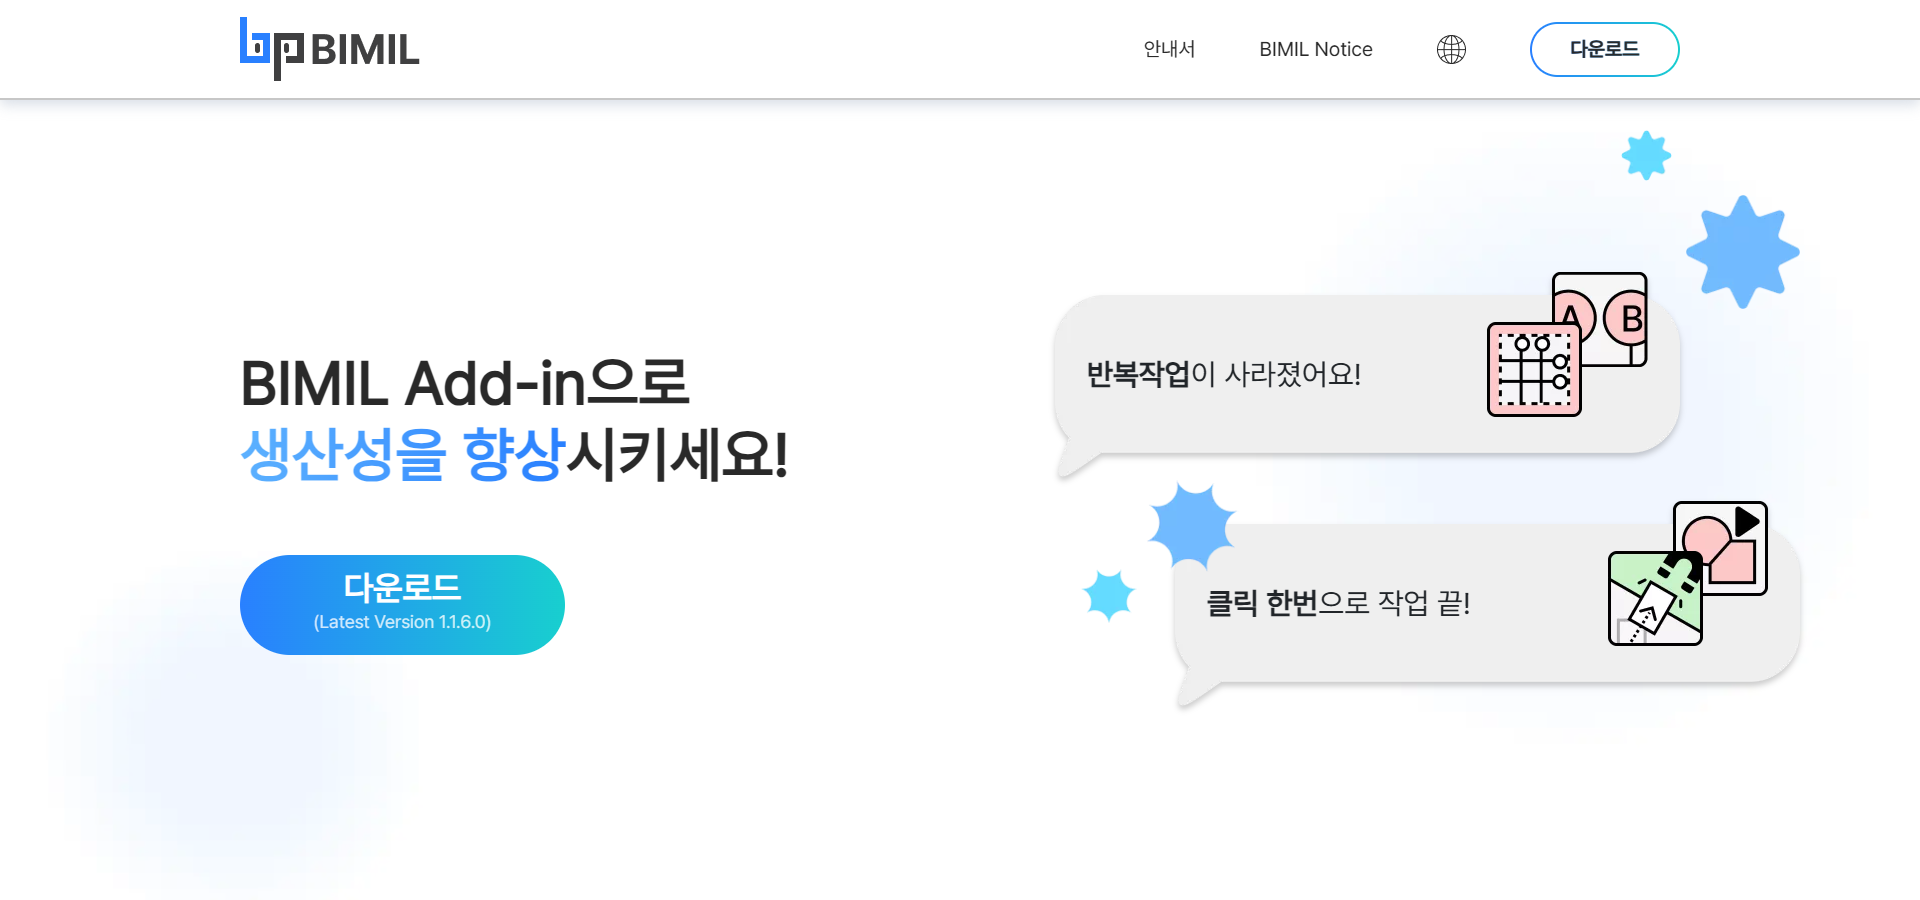 BIMIL
안내서
BIMIL Notice
다운로드
BIMIL Add-in으로
생산성을 향상시키세요!
다운로드
(Latest Version 1.1.6.0)
A B
반복작업이 사라졌어요!
클릭 한번으로 작업 끝!